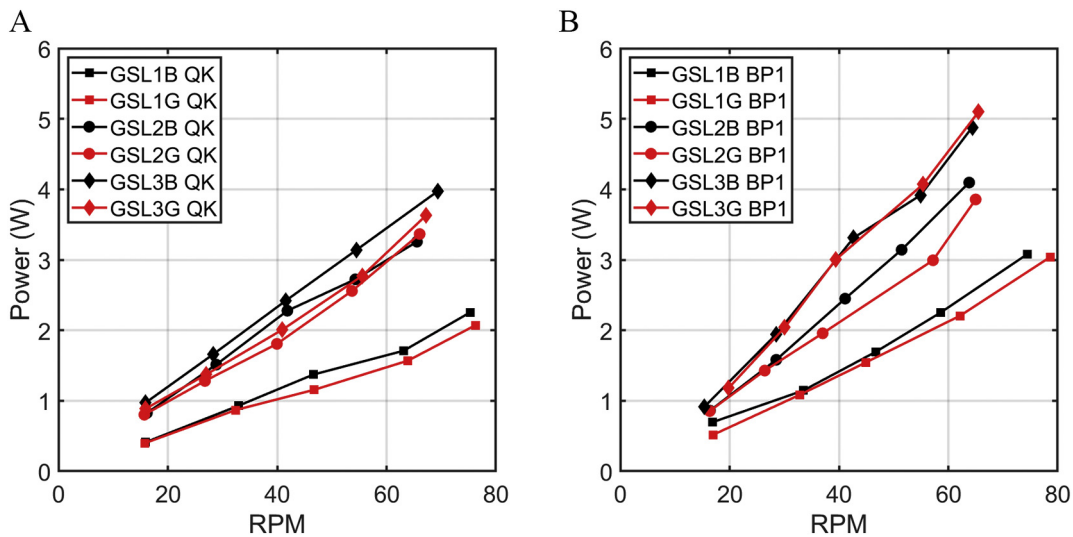 A
6
5
4
3
2
1
0
Power (W)
GSL1B QK
GSL1G QK
GSL2B QK
GSL2G QK
GSL3B QK
GSL3G QK
0 20 40 60 80
RPM
B
6
5
4
3
2
1
0
Power (W)
GSL1B BP1
GSL1G BP1
GSL2B BP1
GSL2G BP1
GSL3B BP1
GSL3G BP1
0 20 40 60 80
RPM